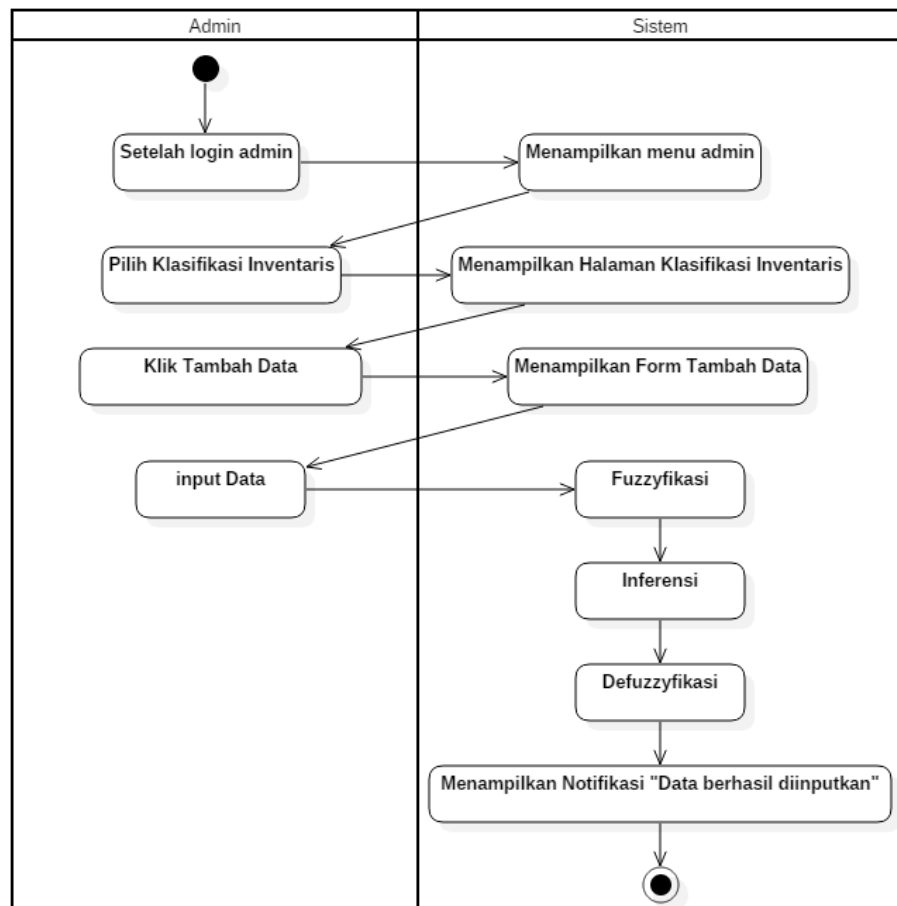 Admin
Sistem
Setelah login admin
Menampilkan menu admin
Pilih Klasifikasi Inventaris
Menampilkan Halaman Klasifikasi Inventaris
Klik Tambah Data
Menampilkan Form Tambah Data
input Data
Fuzzyfikasi
Inferensi
Defuzzyfikasi
Menampilkan Notifikasi "Data berhasil diinputkan"